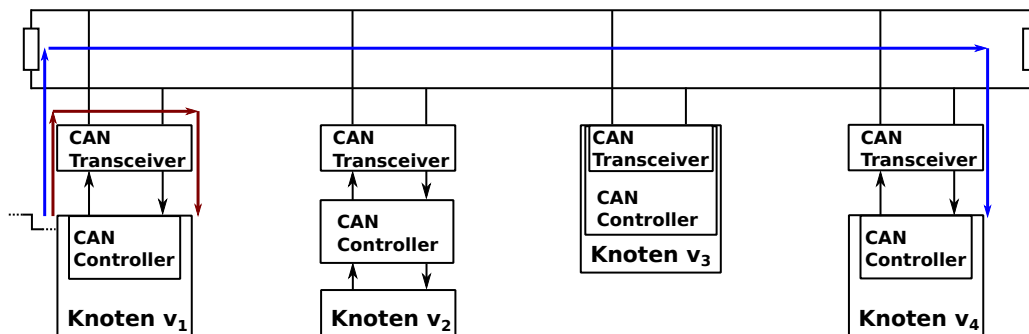 CAN
Transceiver
CAN
Controller
Knoten v₁
CAN
Transceiver
CAN
Controller
Knoten v₂
CAN
Transceiver
CAN
Controller
Knoten v₃
CAN
Transceiver
CAN
Controller
Knoten v₄